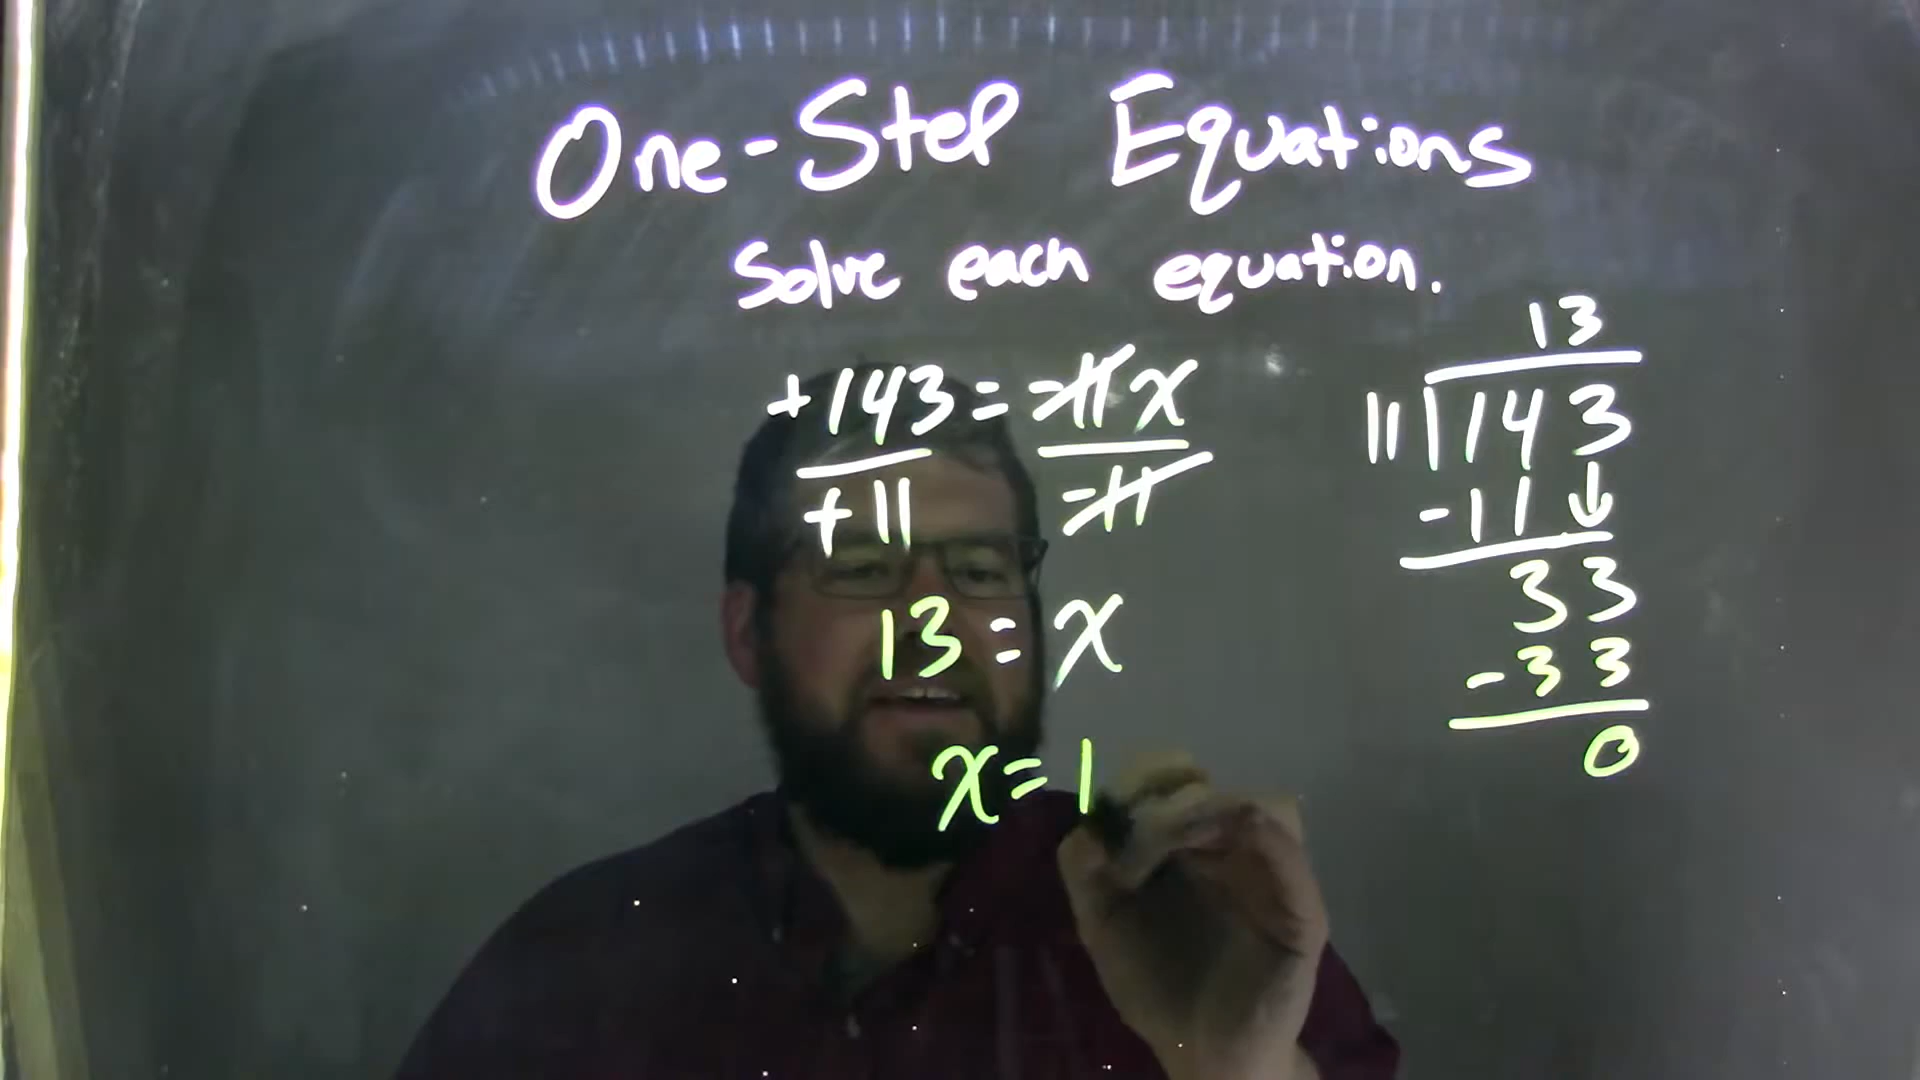 One-Step Equations
Solve each equation.
+143 = -11x
+11 -11
13 = x
x = 1
13
11 143
-11↓
33
-33
0